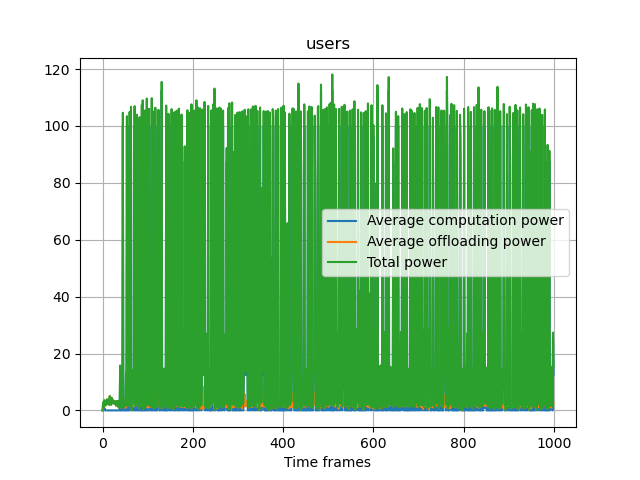 users
120
100
80
60
40
20
0
Average computation power
Average offloading power
Total power
0 200 400 600 800 1000
Time frames